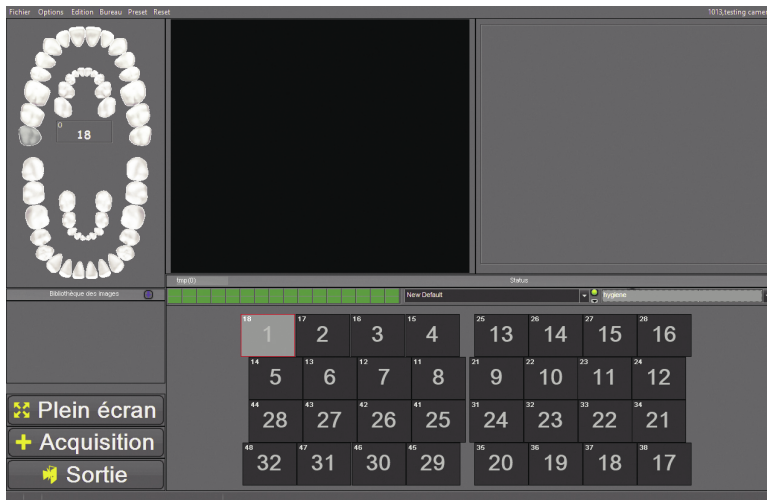 Fichier Options Edition Bureau Preset Reset
1013,testing camer
0
18
tmp(0)
Status
Bibliothèque des images
New Default
hygiene
18 1 17 2 16 3 15 4 25 13 26 14 27 15 28 16
14 5 13 6 12 7 11 8 21 9 22 10 23 11 24 12
44 28 43 27 42 26 41 25 31 24 32 23 33 22 34 21
48 32 47 31 46 30 45 29 35 20 36 19 37 18 38 17
Plein écran
Acquisition
Sortie